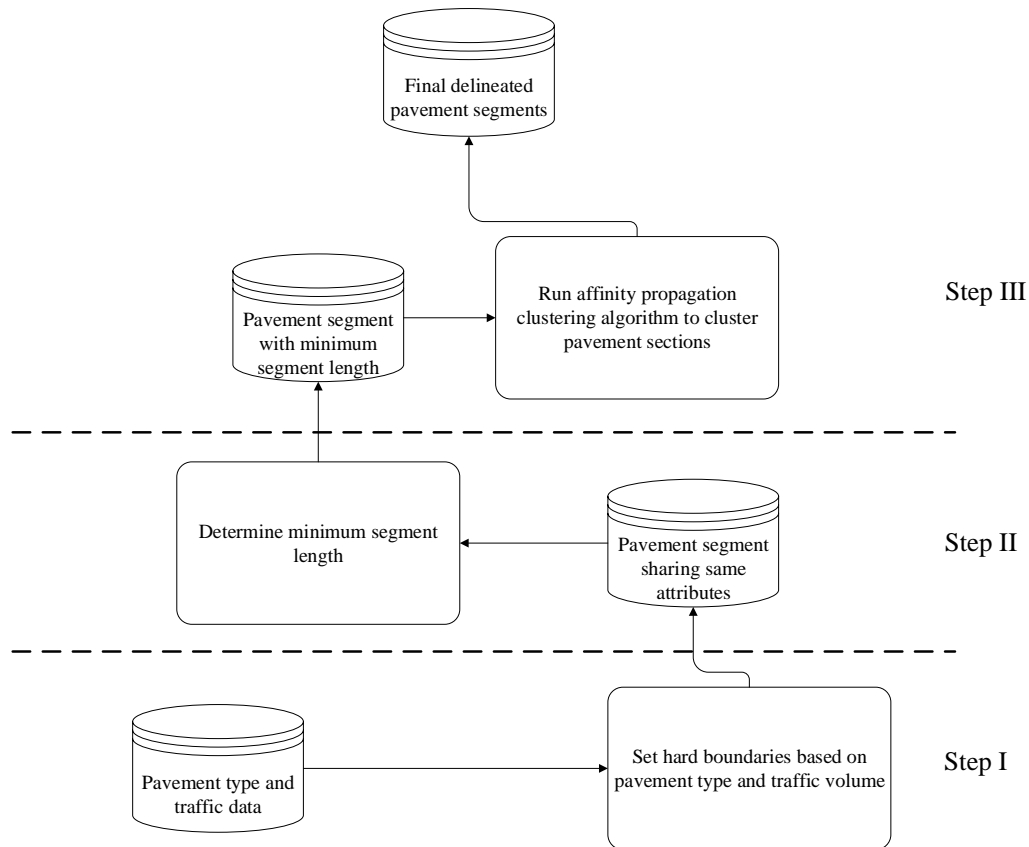 Final delineated
pavement segments
Run affinity propagation
clustering algorithm to cluster
pavement sections
Pavement segment
with minimum
segment length
Step III
Determine minimum segment
length
Pavement segment
sharing same
attributes
Step II
Pavement type and
traffic data
Set hard boundaries based on
pavement type and traffic volume
Step I